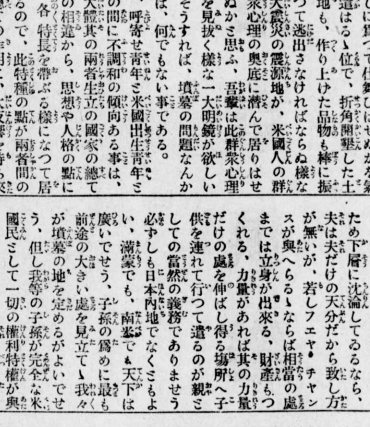 遣はるゝ位で、折角開墾した土
地も、作り上げた品物も棒に振
つて逃出さなければならぬ樣な
大震災の震源地が、米國人の群
衆心理の奥底に潜んで居りはせ
ぬかと思ふ、吾輩は此群衆心理
を見拔く樣な一大明鏡が欲しい
そうすれば、墳墓の問題なんか
は、何でもない事である。
呼寄せ靑年と米國出生靑年と
の間に不調和の傾向ある事は、
大體其の兩者生立の國家の總て
の相違から、思想や人格の點に
各特長を帶ぶる樣になつて居
るので、此特種の點が兩者間の
ため下層に沈淪してゐるなら、
夫は夫だけの天分だから致し方
が無いが、若しフェヤ・チャン
スが與へらるゝならば相當の處
までは立身が出來る、財產もつ
くれる、力量があれば其の力量
だけの處を伸ばし得る塲所へ子
供を連れて行つて遣るのが親と
しての當然の義務でありませう
必ずしも日本內地でなくともよ
い、滿蒙でも、南米でも天下は
廣いでせう、子孫の爲めに最も
前途の大きい處を見立てゝ我々
が墳墓の地を定めるがよいでせ
う、但し我等の子孫が完全な米
國民として一切の權利特權が與